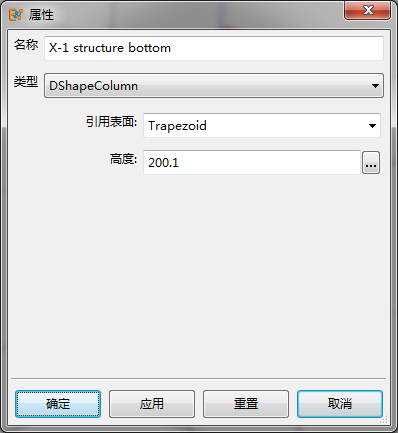 属性
名称 X-1 structure bottom
类型 DShapeColumn
引用表面: Trapezoid
高度: 200.1 ...
确定 应用 重置 取消